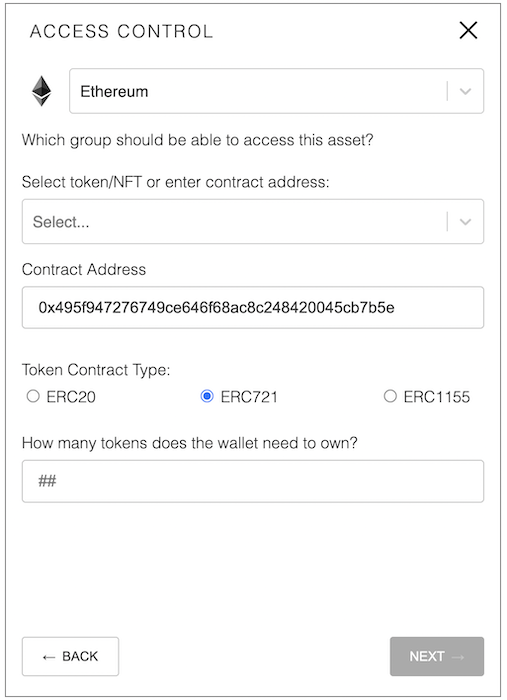 ACCESS CONTROL
Ethereum
Which group should be able to access this asset?
Select token/NFT or enter contract address:
Select...
Contract Address
0x495f947276749ce646f68ac8c248420045cb7b5e
Token Contract Type:
ERC20 ERC721 ERC1155
How many tokens does the wallet need to own?
##
← BACK NEXT →